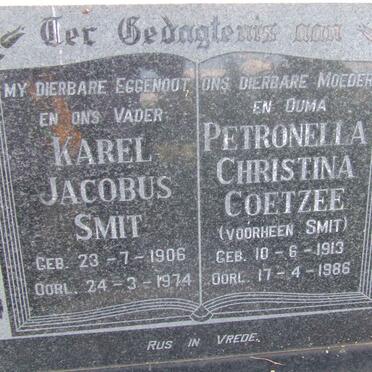 Ter Gedagtenis aan
MY DIERBARE EGGENOOT
EN ONS VADER
KAREL
JACOBUS
SMIT
GEB. 23-7-1906
OORL. 24-3-1974
ONS DIERBARE MOEDER
EN OUMA
PETRONELLA
CHRISTINA
COETZEE
(VOORHEEN SMIT)
GEB. 10-6-1913
OORL. 17-4-1986
RUS IN VREDE.